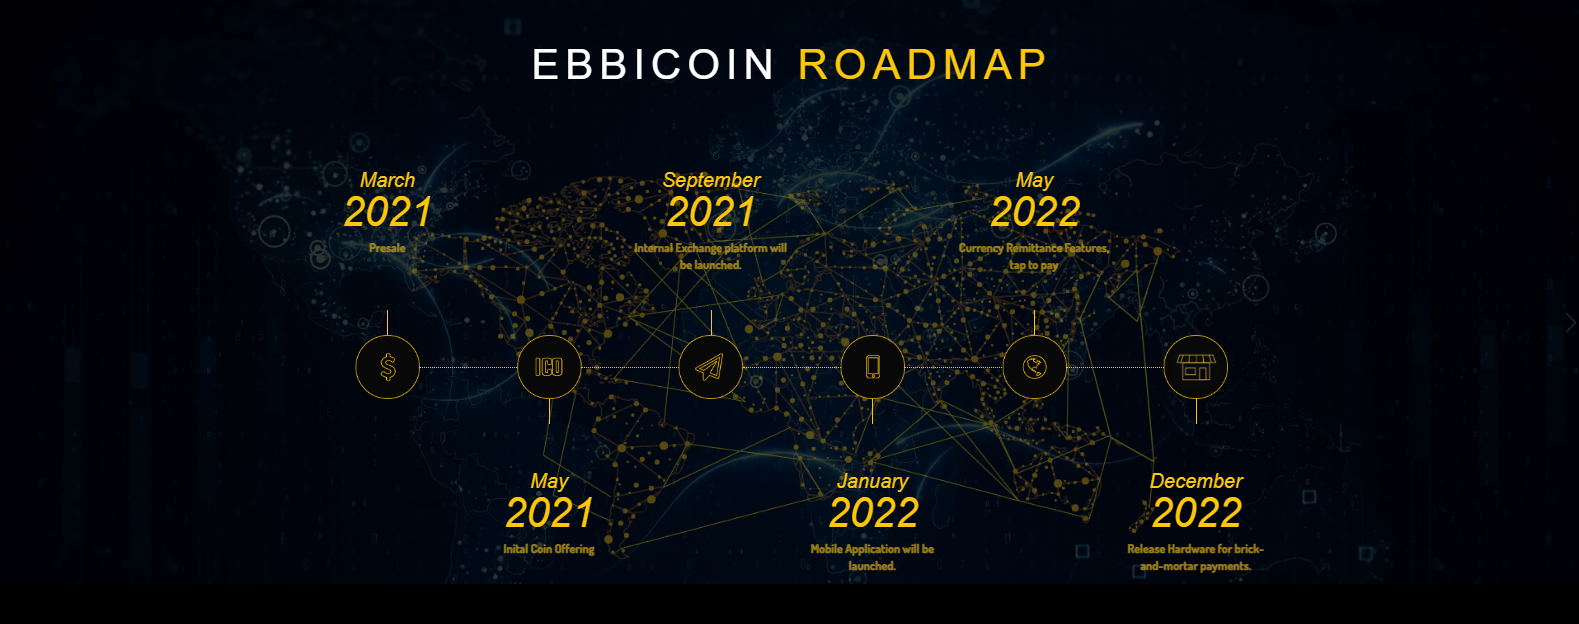 EBBICOIN ROADMAP
March
2021
Presale
September
2021
Internal Exchange platform will
be launched.
May
2022
Currency Remittance Features,
tap to pay
ICO
May
2021
Inital Coin Offering
January
2022
Mobile Application will be
launched.
December
2022
Release Hardware for brick-
and-mortar payments.